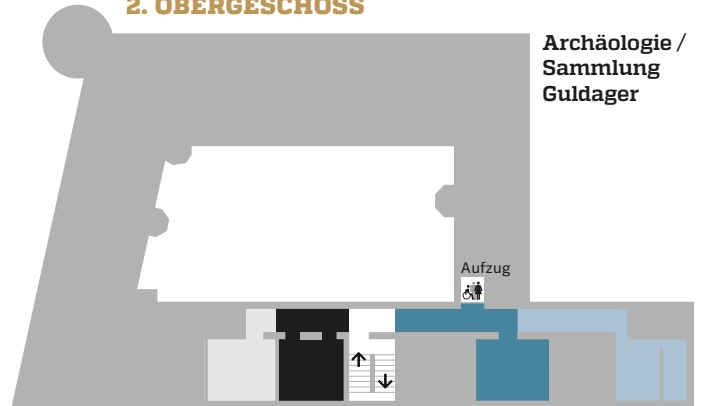 2. OBERGESCHOSS
Archäologie /
Sammlung
Guldager
Aufzug